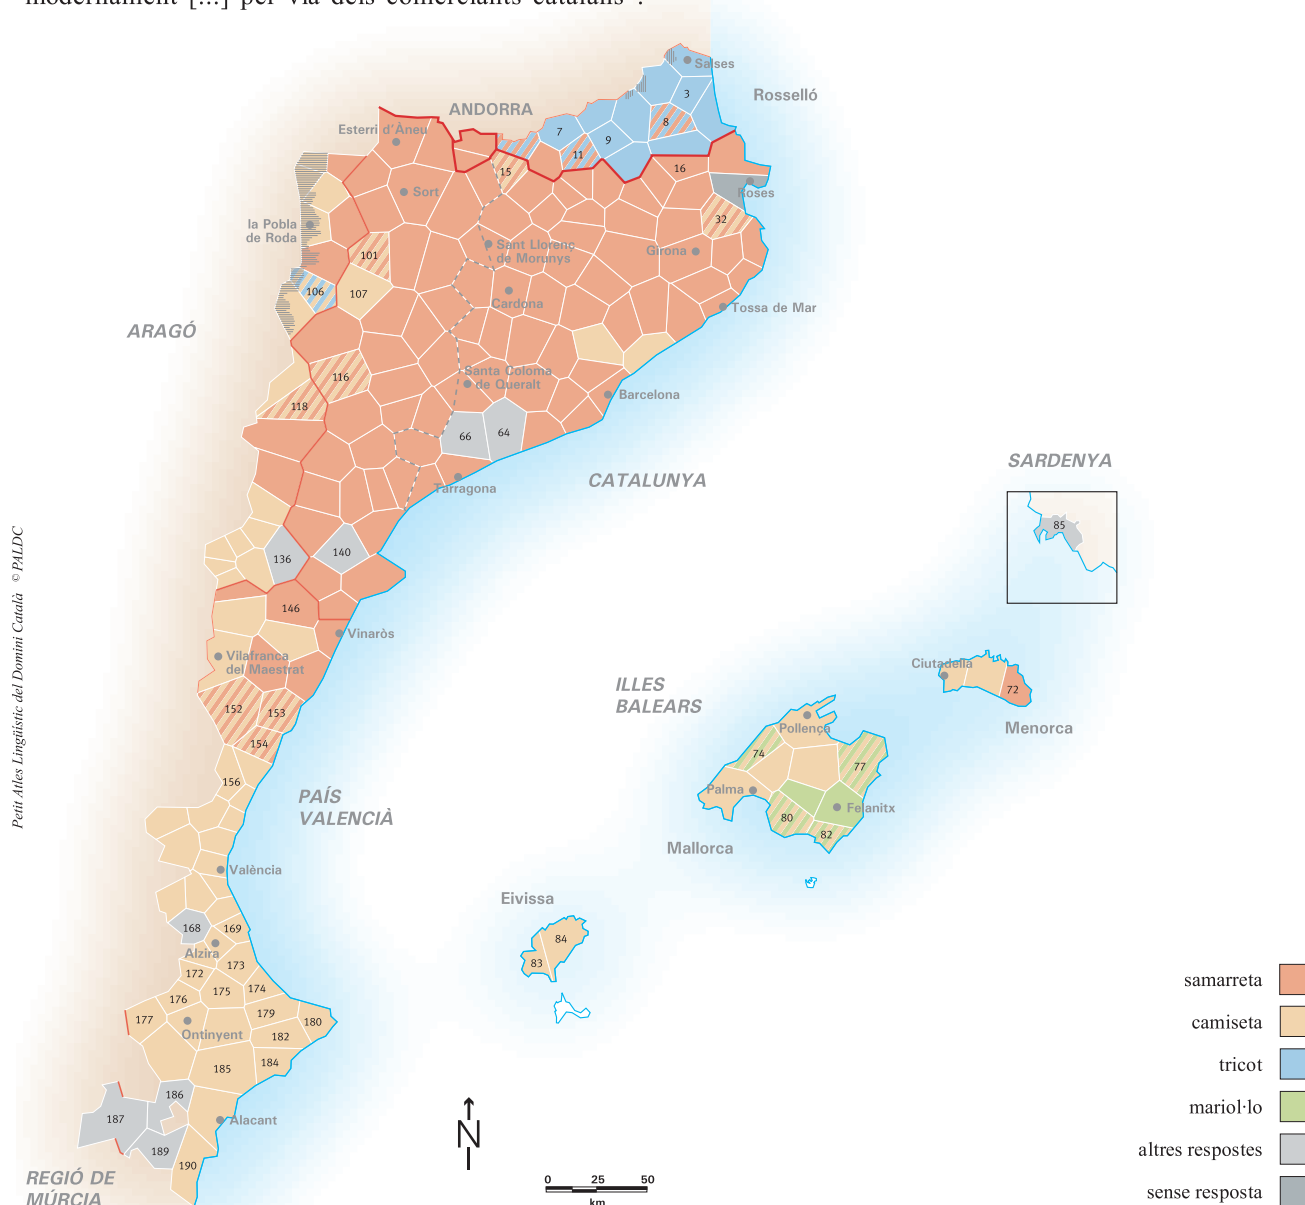 modernament [...] per via dels comerciants catalans".
Salses
3
Rosselló
ANDORRA
8
Esterri d'Àneu
7
9
11
15
16
Sort
Roses
la Pobla
de Roda
32
Sant Llorenç
de Morunys
Girona
101
106
107
Cardona
Tossa de Mar
ARAGÓ
116
Santa Coloma
de Queralt
Barcelona
118
66
64
SARDENYA
CATALUNYA
Tarragona
85
136
140
146
Vinaròs
Vilafranca
del Maestrat
Ciutadella
ILLES
BALEARS
72
152
153
Menorca
Pollença
154
74
77
156
PAÍS
VALENCIÀ
Palma
Felanitx
80
82
Mallorca
València
Eivissa
168
169
84
Alzira
83
173
172
175
174
176
177
179
180
Ontinyent
182
184
185
186
187
Alacant
189
190
REGIÓ DE
MÚRCIA
N
0 25 50
km
samarreta
camiseta
tricot
mariol·lo
altres respostes
sense resposta
Petit Atles Lingüístic del Domini Català © PALDC